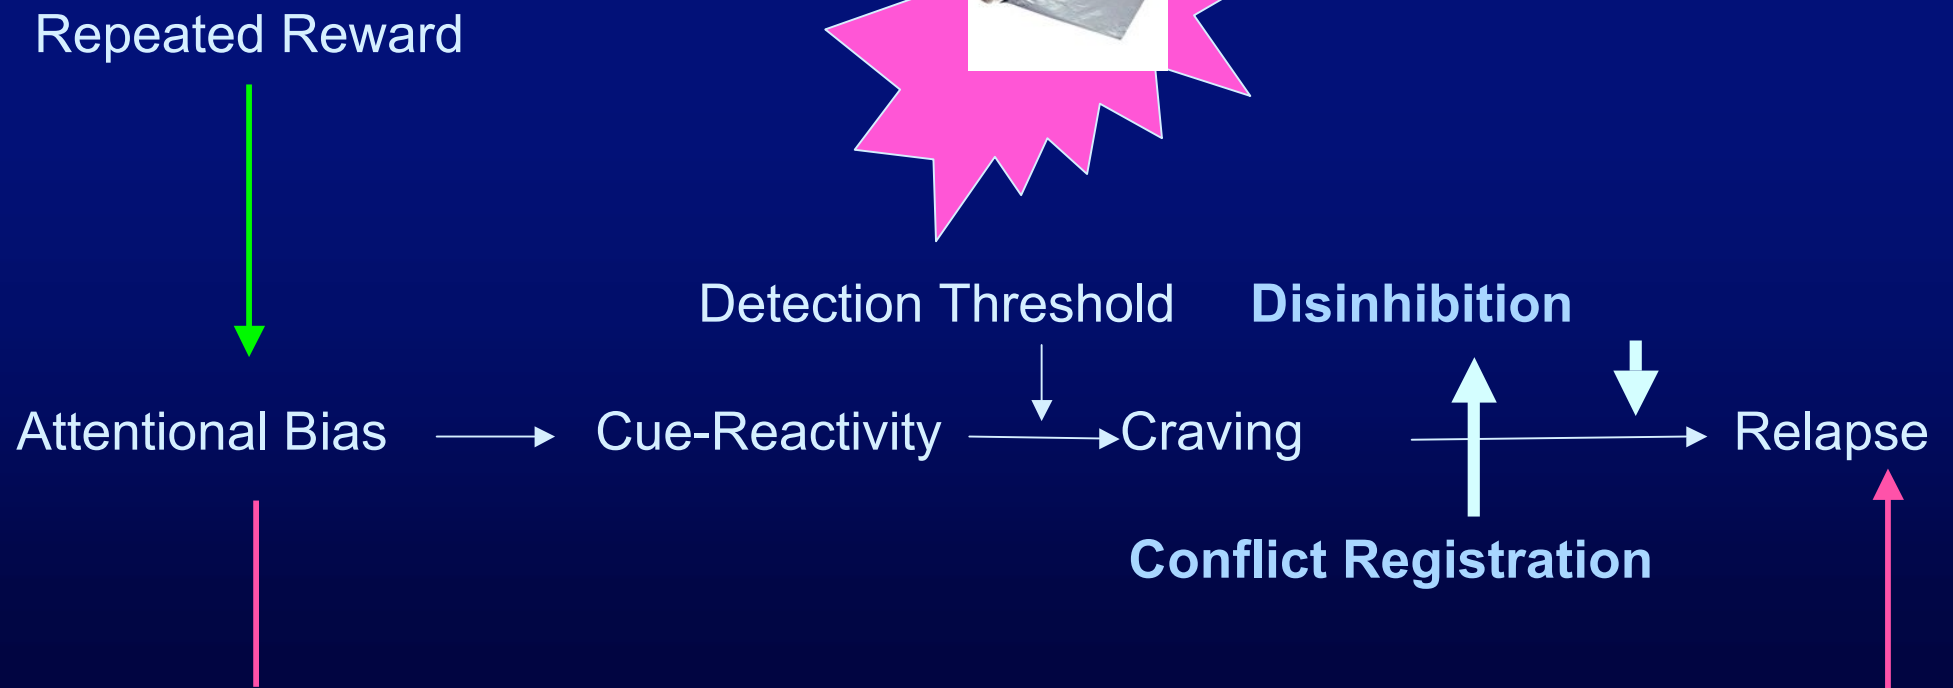 Repeated Reward
Detection Threshold
Disinhibition
Attentional Bias
Cue-Reactivity
Craving
Relapse
Conflict Registration